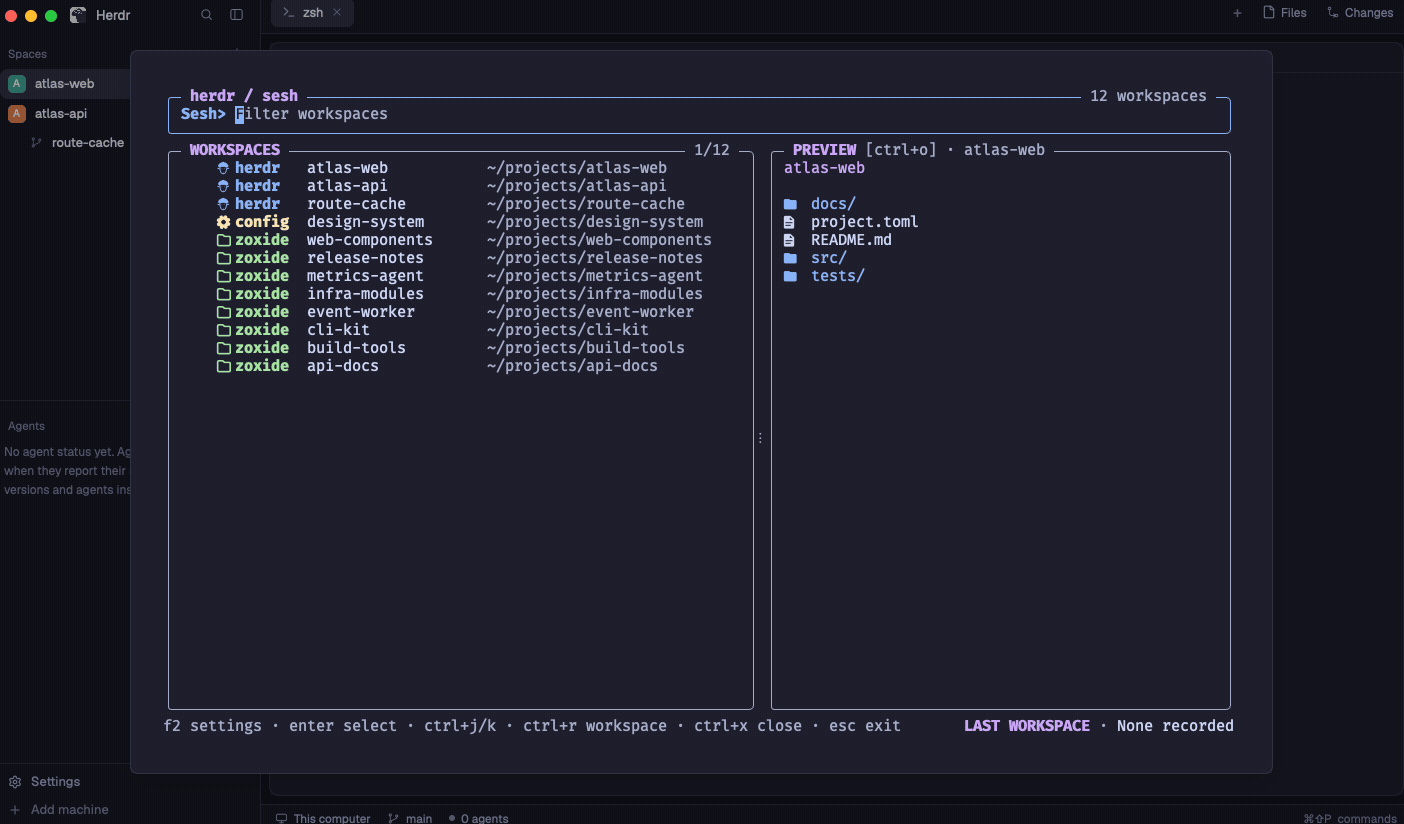 Herdr
>_ zsh ×
+ Files Changes
Spaces
A atlas-web
A atlas-api
route-cache
Agents
No agent status yet. Ag
when they report their
versions and agents ins
Settings
+ Add machine
herdr / sesh
12 workspaces
Sesh> Filter workspaces
WORKSPACES 1/12
herdr atlas-web ~/projects/atlas-web
herdr atlas-api ~/projects/atlas-api
herdr route-cache ~/projects/route-cache
config design-system ~/projects/design-system
zoxide web-components ~/projects/web-components
zoxide release-notes ~/projects/release-notes
zoxide metrics-agent ~/projects/metrics-agent
zoxide infra-modules ~/projects/infra-modules
zoxide event-worker ~/projects/event-worker
zoxide cli-kit ~/projects/cli-kit
zoxide build-tools ~/projects/build-tools
zoxide api-docs ~/projects/api-docs
PREVIEW [ctrl+o] · atlas-web
atlas-web
docs/
project.toml
README.md
src/
tests/
f2 settings · enter select · ctrl+j/k · ctrl+r workspace · ctrl+x close · esc exit
LAST WORKSPACE · None recorded
This computer main 0 agents
⌘⇧P commands